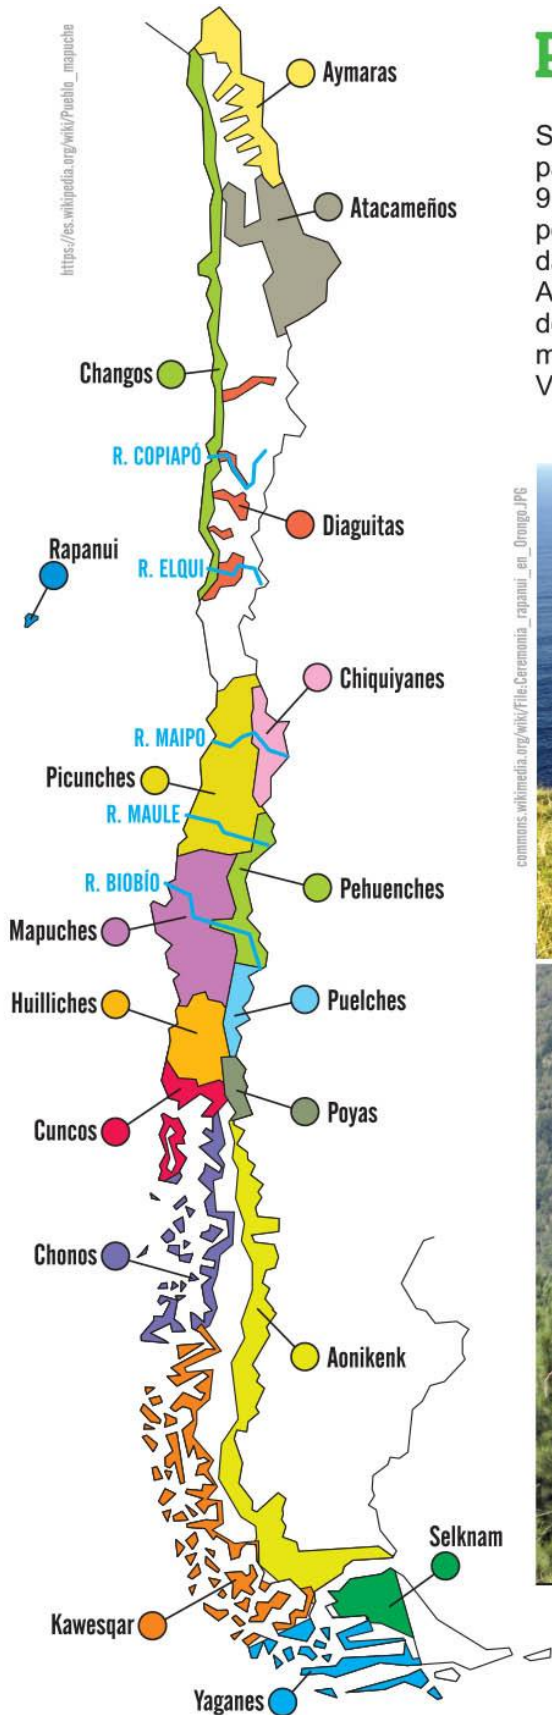 https://es.wikipedia.org/wiki/Pueblo_mapuche
Aymaras
Atacameños
Changos
R. COPIAPÓ
Diaguitas
Rapanui
R. ELQUI
Chiquiyanes
R. MAIPO
Picunches
R. MAULE
R. BIOBÍO
Pehuenches
Mapuches
Huilliches
Puelches
Cuncos
Poyas
Chonos
Aonikenk
Selknam
Kawesqar
Yaganes
commons.wikimedia.org/wiki/File:Ceremonia_rapanui_en_Orongo.JPG